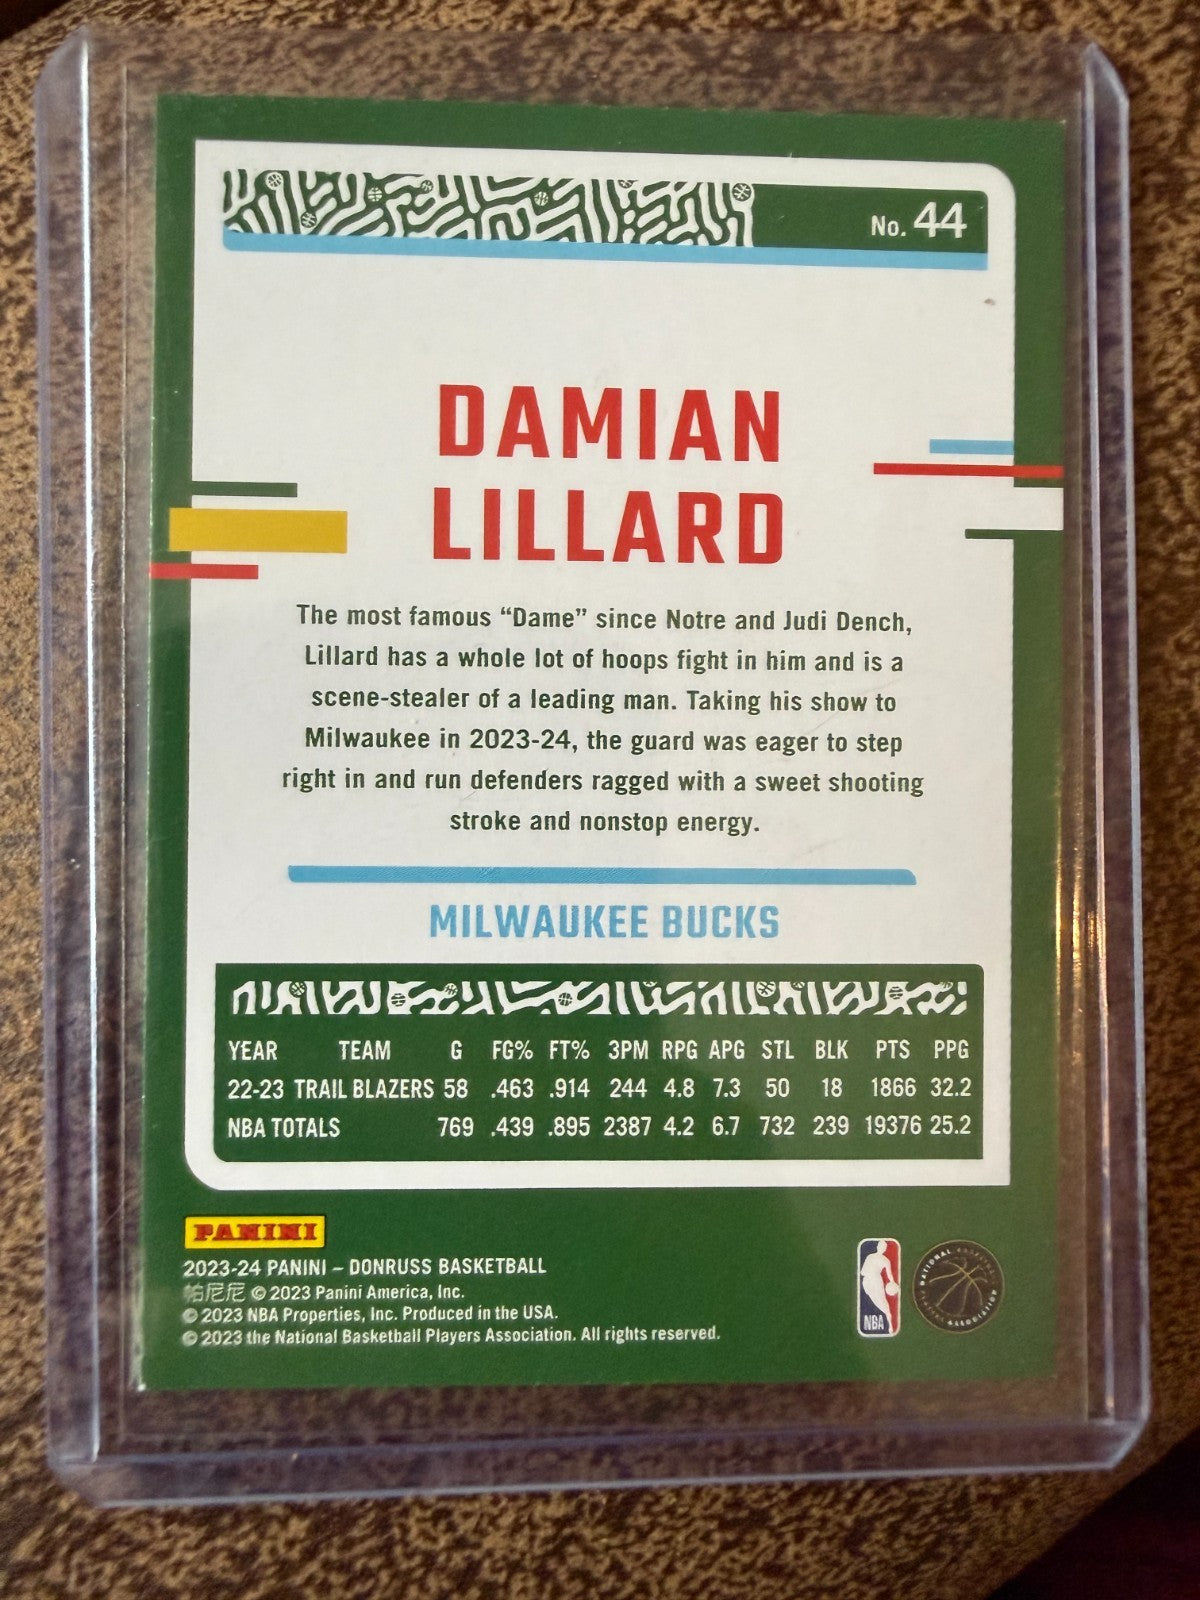 No. 44
DAMIAN
LILLARD
The most famous “Dame” since Notre and Judi Dench,
Lillard has a whole lot of hoops fight in him and is a
scene-stealer of a leading man. Taking his show to
Milwaukee in 2023-24, the guard was eager to step
right in and run defenders ragged with a sweet shooting
stroke and nonstop energy.
MILWAUKEE BUCKS
YEAR TEAM G FG% FT% 3PM RPG APG STL BLK PTS PPG
22-23 TRAIL BLAZERS 58 .463 .914 244 4.8 7.3 50 18 1866 32.2
NBA TOTALS 769 .439 .895 2387 4.2 6.7 732 239 19376 25.2
PANINI
2023-24 PANINI – DONRUSS BASKETBALL
帕尼尼 © 2023 Panini America, Inc.
© 2023 NBA Properties, Inc. Produced in the USA.
© 2023 the National Basketball Players Association. All rights reserved.
NBA
NATIONAL BASKETBALL PLAYERS ASSOCIATION